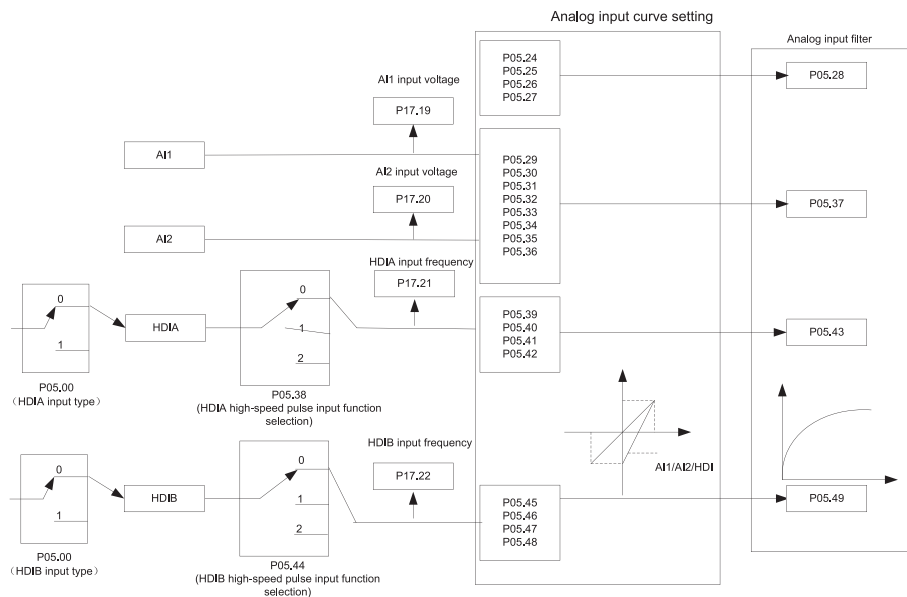 Analog input curve setting
Analog input filter
P05.24
P05.25
P05.26
P05.27
P05.28
AI1 input voltage
P17.19
AI1
P05.29
P05.30
P05.31
P05.32
P05.33
P05.34
P05.35
P05.36
P05.37
AI2 input voltage
P17.20
AI2
HDIA input frequency
P17.21
0
1
P05.00
(HDIA input type)
HDIA
0
1
2
P05.38
(HDIA high-speed pulse input function
selection)
P05.39
P05.40
P05.41
P05.42
P05.43
AI1/AI2/HDI
HDIB input frequency
P17.22
0
1
P05.00
(HDIB input type)
HDIB
0
1
2
P05.44
(HDIB high-speed pulse input function
selection)
P05.45
P05.46
P05.47
P05.48
P05.49